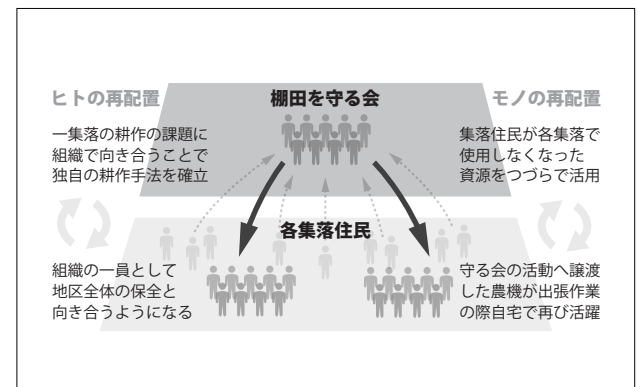 ヒトの再配置
棚田を守る会
モノの再配置
一集落の耕作の課題に
組織で向き合うことで
独自の耕作手法を確立
集落住民が各集落で
使用しなくなった
資源をつづらで活用
各集落住民
組織の一員として
地区全体の保全と
向き合うようになる
守る会の活動へ譲渡
した農機が出張作業
の際自宅で再び活躍